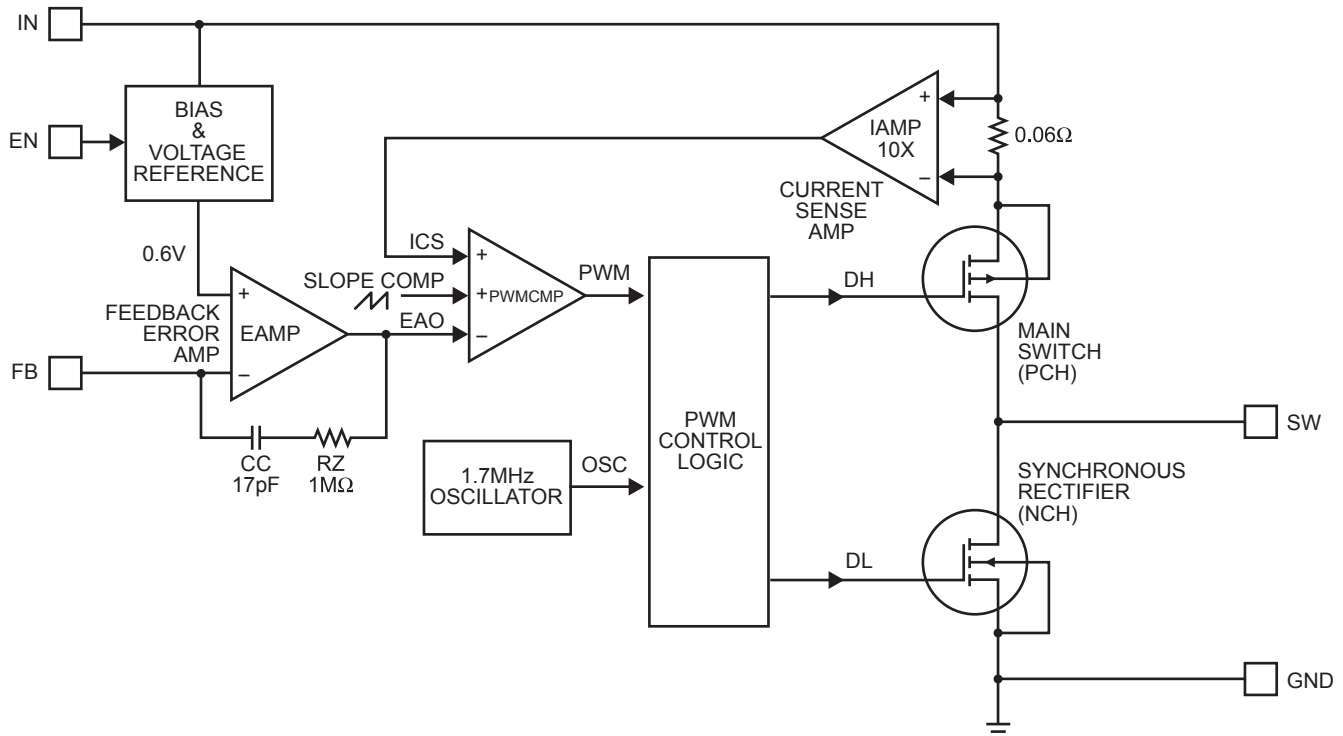 IN
BIAS
&
VOLTAGE
REFERENCE
EN
+
IAMP
10X
–
0.06Ω
CURRENT
SENSE
AMP
0.6V
ICS
+
SLOPE COMP
+
PWMCMP
PWM
EAO
–
FEEDBACK
ERROR
AMP
+
EAMP
–
FB
CC
17pF
RZ
1MΩ
1.7MHz
OSCILLATOR
OSC
PWM
CONTROL
LOGIC
DH
MAIN
SWITCH
(PCH)
SW
SYNCHRONOUS
RECTIFIER
(NCH)
DL
GND